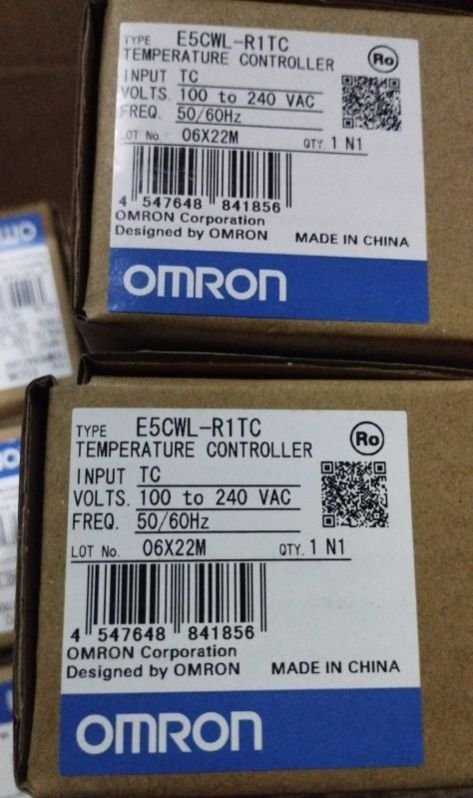 TYPE E5CWL-R1TC
TEMPERATURE CONTROLLER
Ro
INPUT TC
VOLTS. 100 to 240 VAC
FREQ. 50/60Hz
LOT No. 06X22M QTY. 1 N1
4 547648 841856
OMRON Corporation
Designed by OMRON MADE IN CHINA
OMRON
TYPE E5CWL-R1TC
TEMPERATURE CONTROLLER
Ro
INPUT TC
VOLTS. 100 to 240 VAC
FREQ. 50/60Hz
LOT No. 06X22M QTY. 1 N1
4 547648 841856
OMRON Corporation
Designed by OMRON MADE IN CHINA
OMRON